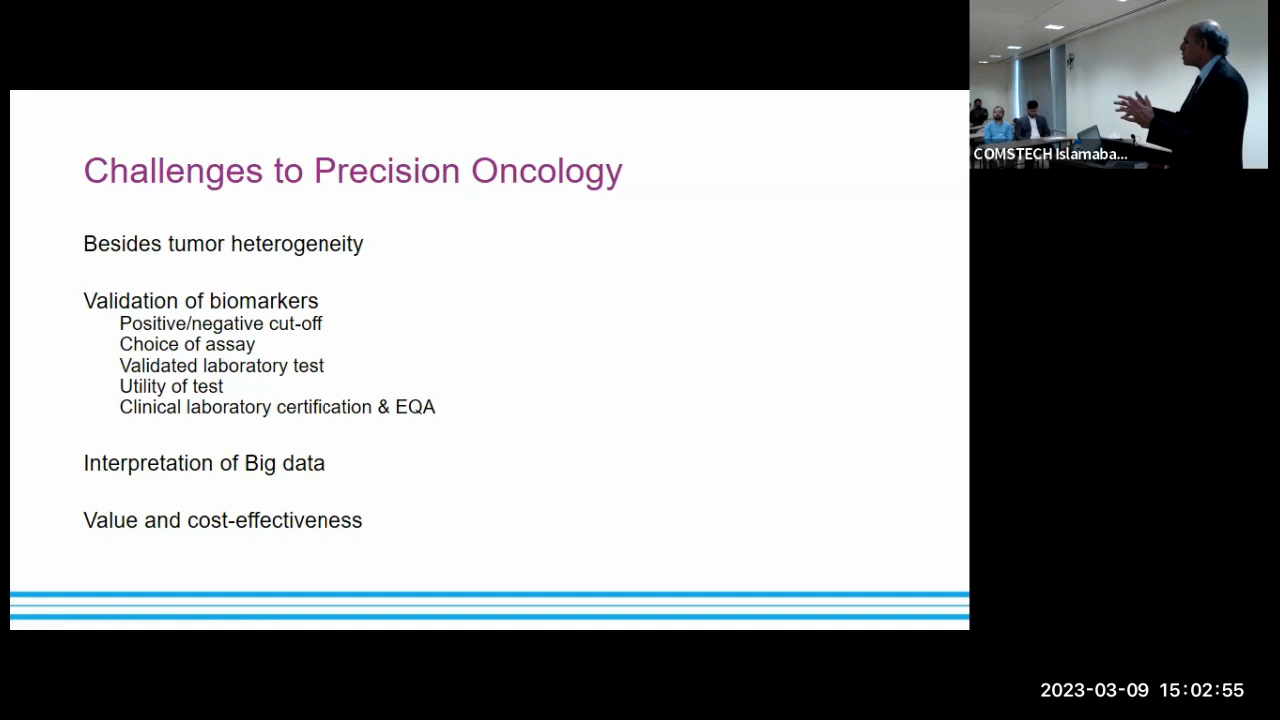 Challenges to Precision Oncology
Besides tumor heterogeneity
Validation of biomarkers
Positive/negative cut-off
Choice of assay
Validated laboratory test
Utility of test
Clinical laboratory certification & EQA
Interpretation of Big data
Value and cost-effectiveness
COMSTECH Islamaba...
2023-03-09 15:02:55